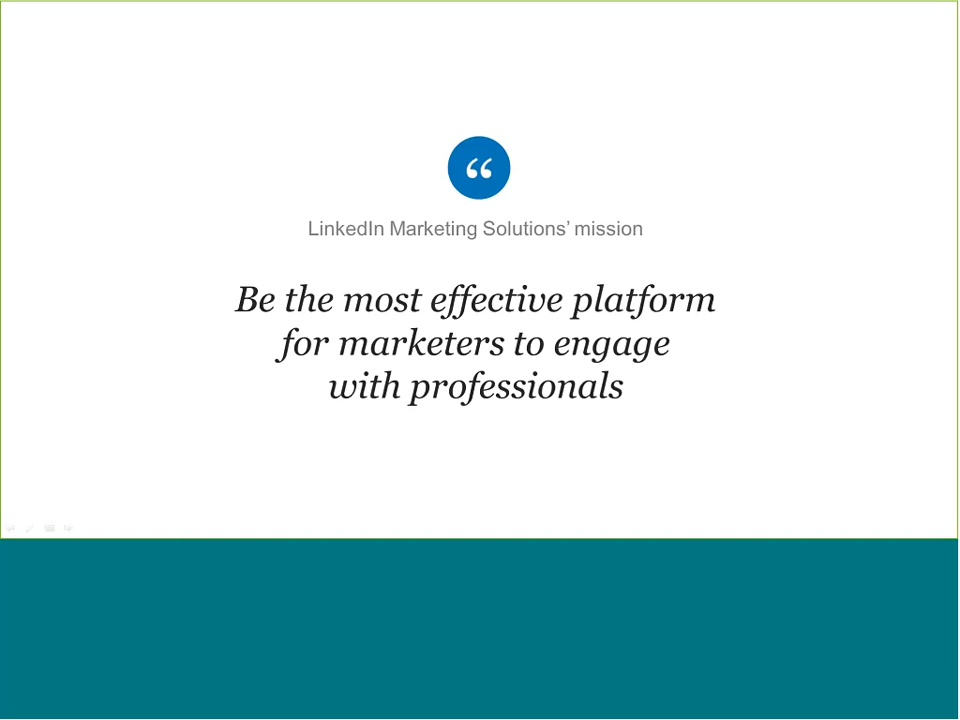 “
LinkedIn Marketing Solutions’ mission
Be the most effective platform
for marketers to engage
with professionals